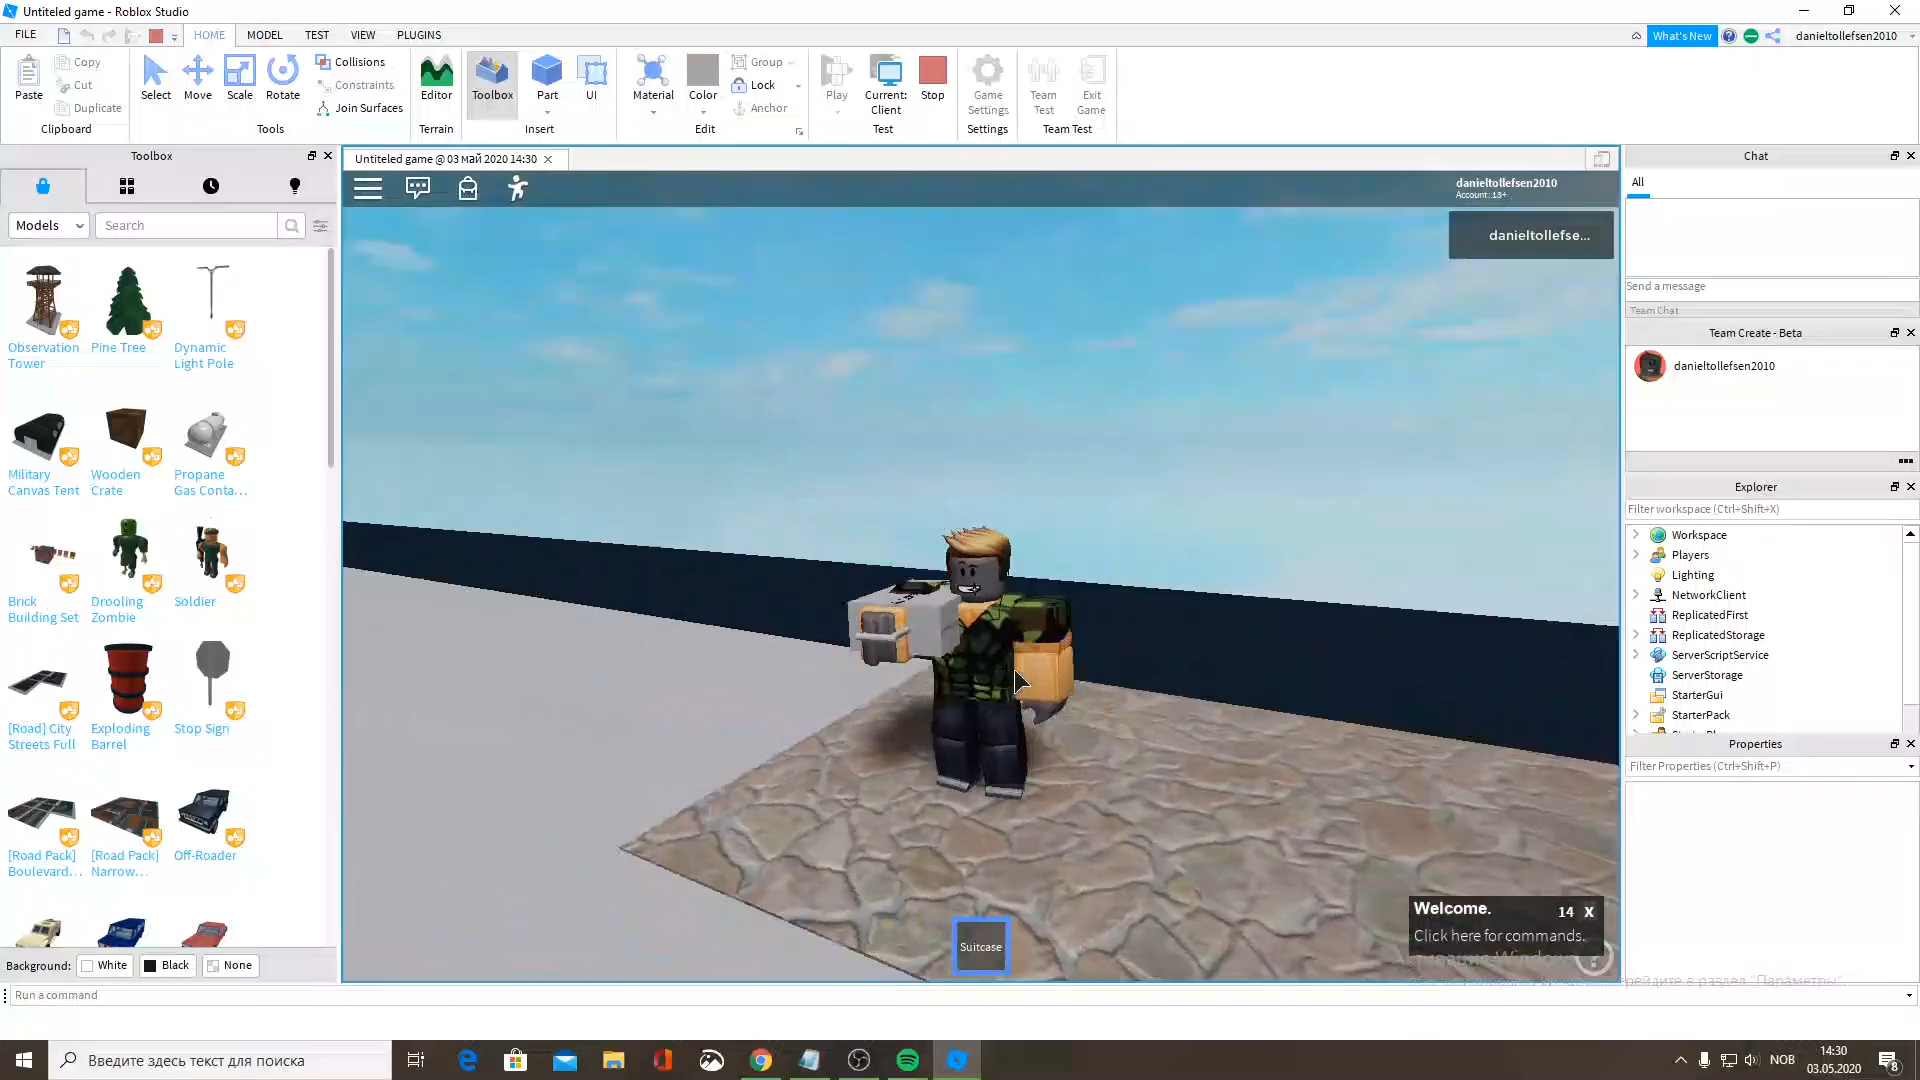 Untiteled game - Roblox Studio
FILE HOME MODEL TEST VIEW PLUGINS What's New danieltollefsen2010
Paste Copy Cut Duplicate Clipboard
Select Move Scale Rotate Collisions Constraints Join Surfaces Tools
Editor Terrain
Toolbox Part UI Insert
Material Color Group Lock Anchor Edit
Play Current: Client Stop Test
Game Settings Settings
Team Test Exit Game Team Test
Toolbox
Models Search
Observation Tower
Pine Tree
Dynamic Light Pole
Military Canvas Tent
Wooden Crate
Propane Gas Conta...
Brick Building Set
Drooling Zombie
Soldier
[Road] City Streets Full
Exploding Barrel
Stop Sign
[Road Pack] Boulevard...
[Road Pack] Narrow...
Off-Roader
Background: White Black None
Run a command
Untiteled game @ 03 май 2020 14:30
danieltollefsen2010
Account: 13+
danieltollefse...
Suitcase
Welcome. 14 X
Click here for commands.
Chat
All
Send a message
Team Chat
Team Create - Beta
danieltollefsen2010
Explorer
Filter workspace (Ctrl+Shift+X)
Workspace
Players
Lighting
NetworkClient
ReplicatedFirst
ReplicatedStorage
ServerScriptService
ServerStorage
StarterGui
StarterPack
Properties
Filter Properties (Ctrl+Shift+P)
Windows
раздел "Параметры".
Введите здесь текст для поиска
NOB
14:30
03.05.2020
8